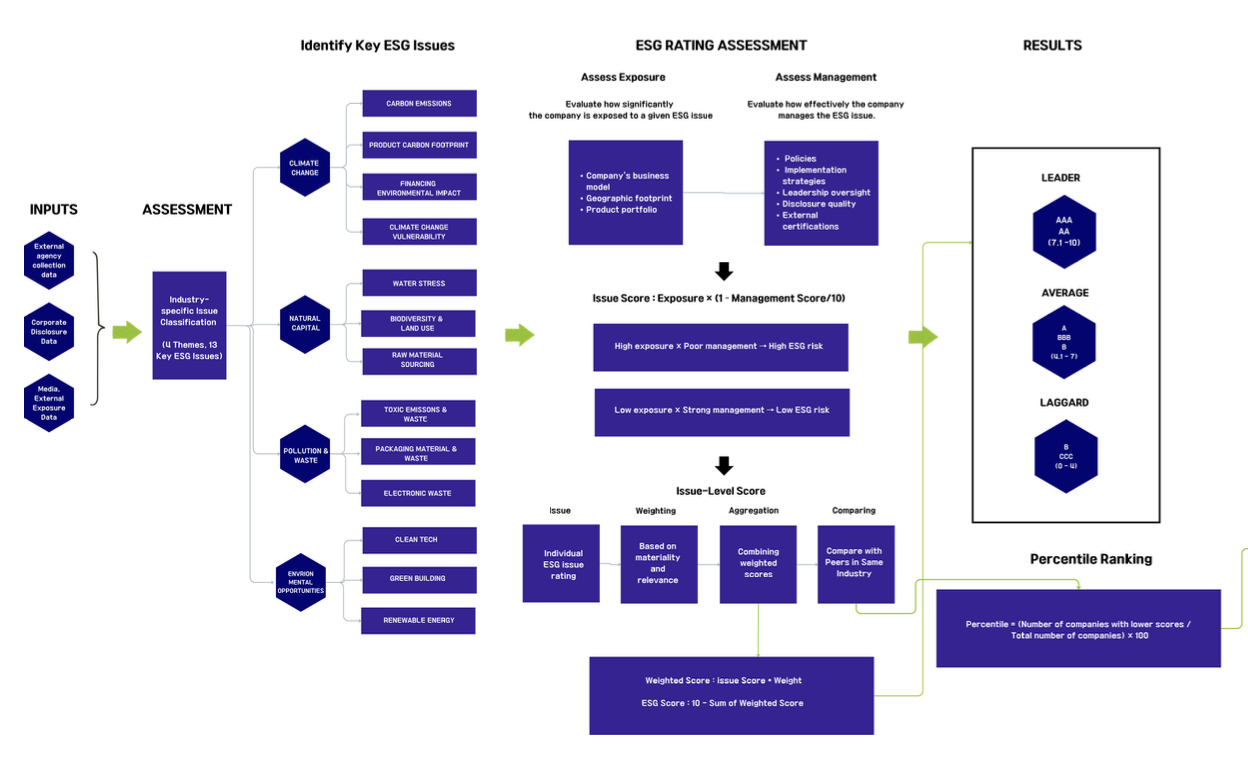 Identify Key ESG Issues
ESG RATING ASSESSMENT
RESULTS
INPUTS
External
agency
collection
data
Corporate
Disclosure
Data
Media,
External
Exposure
Data
ASSESSMENT
Industry-
specific Issue
Classification
(4 Themes, 13
Key ESG Issues)
CLIMATE
CHANGE
CARBON EMISSIONS
PRODUCT CARBON FOOTPRINT
FINANCING
ENVIRONMENTAL IMPACT
CLIMATE CHANGE
VULNERABILITY
NATURAL
CAPITAL
WATER STRESS
BIODIVERSITY &
LAND USE
RAW MATERIAL
SOURCING
POLLUTION &
WASTE
TOXIC EMISSONS &
WASTE
PACKAGING MATERIAL &
WASTE
ELECTRONIC WASTE
ENVRION
MENTAL
OPPORTUNITIES
CLEAN TECH
GREEN BUILDING
RENEWABLE ENERGY
Assess Exposure
Evaluate how significantly
the company is exposed to a given ESG issue
• Company's business
model
• Geographic footprint
• Product portfolio
Assess Management
Evaluate how effectively the company
manages the ESG issue.
• Policies
• Implementation
strategies
• Leadership oversight
• Disclosure quality
• External
certifications
Issue Score : Exposure × (1 - Management Score/10)
High exposure × Poor management → High ESG risk
Low exposure × Strong management → Low ESG risk
Issue-Level Score
Issue
Individual
ESG issue
rating
Weighting
Based on
materiality
and
relevance
Aggregation
Combining
weighted
scores
Comparing
Compare with
Peers in Same
Industry
Weighted Score : issue Score * Weight
ESG Score : 10 - Sum of Weighted Score
LEADER
AAA
AA
(7.1 -10)
AVERAGE
A
BBB
B
(4.1 - 7)
LAGGARD
B
CCC
(0 - 4)
Percentile Ranking
Percentile = (Number of companies with lower scores /
Total number of companies) × 100